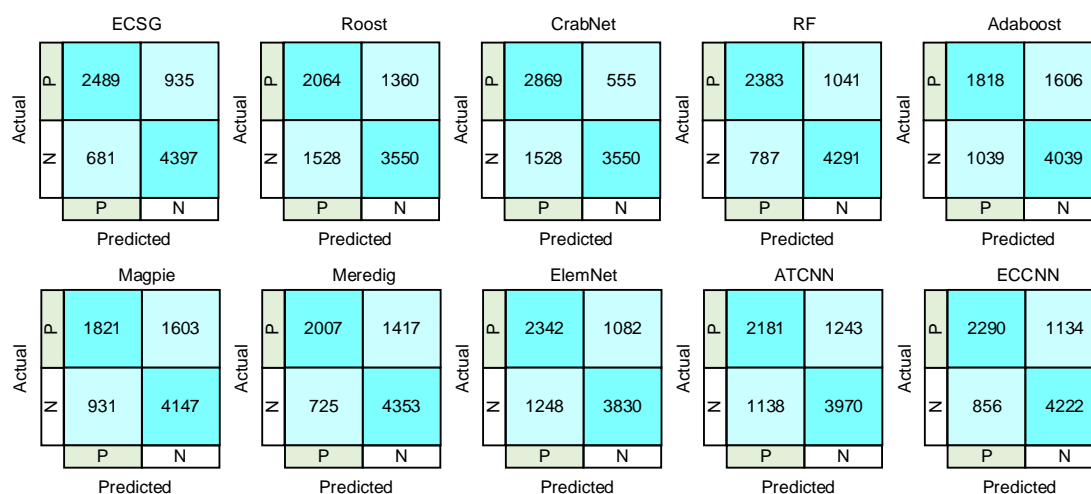 ECSG Roost CrabNet RF Adaboost
Actual P 2489 935 Actual P 2064 1360 Actual P 2869 555 Actual P 2383 1041 Actual P 1818 1606
N 681 4397 N 1528 3550 N 1528 3550 N 787 4291 N 1039 4039
P N P N P N P N P N
Predicted Predicted Predicted Predicted Predicted
Magpie Meredig ElemNet ATCNN ECCNN
Actual P 1821 1603 Actual P 2007 1417 Actual P 2342 1082 Actual P 2181 1243 Actual P 2290 1134
N 931 4147 N 725 4353 N 1248 3830 N 1138 3970 N 856 4222
P N P N P N P N P N
Predicted Predicted Predicted Predicted Predicted